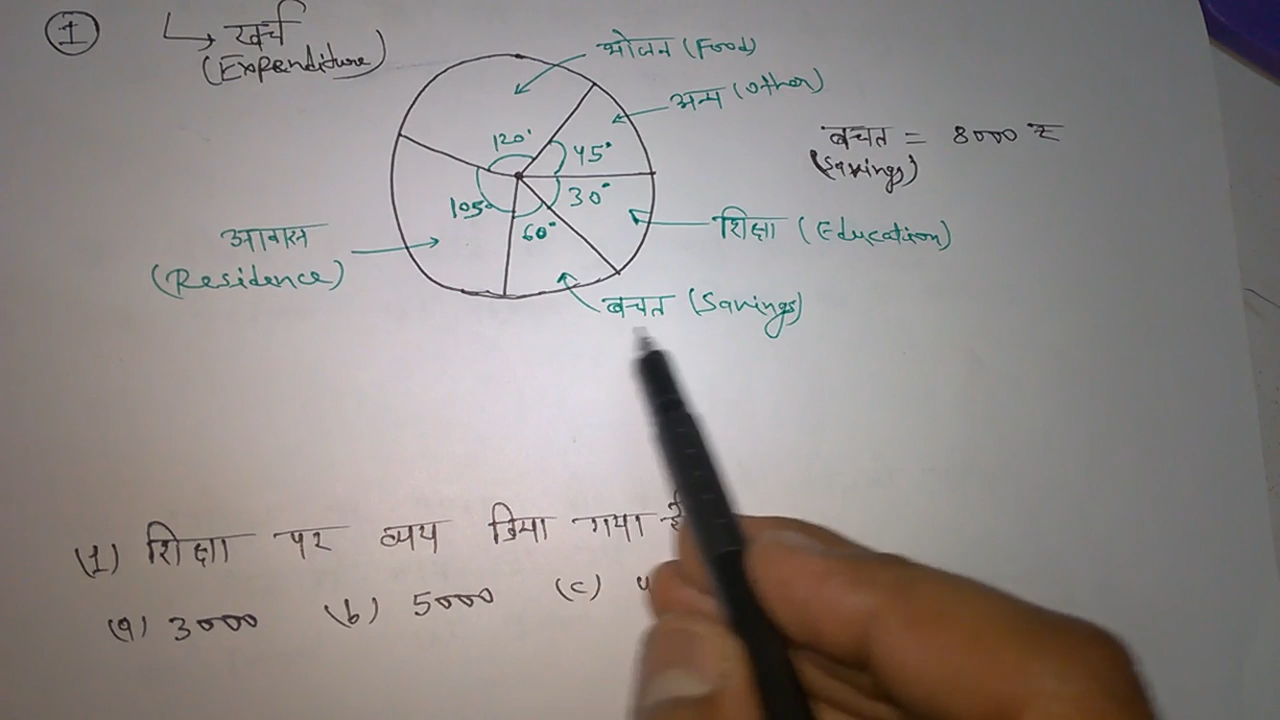 1 ↳ खर्च
(Expenditure)
भोजन (Food)
अन्य (other)
120°
45°
बचत = 8000 ₹
(Savings)
105°
30°
60°
शिक्षा (Education)
आवास
(Residence)
बचत (Savings)
(1) शिक्षा पर व्यय किया गया है
(a) 3000 (b) 5000 (c)